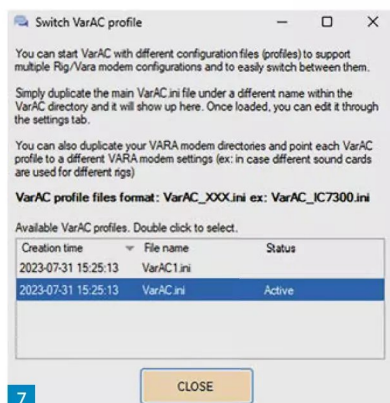 Switch VarAC profile
You can start VarAC with different configuration files (profiles) to support
multiple Rig/Vara modem configurations and to easily switch between them.
Simply duplicate the main VarAC.ini file under a different name within the
VarAC directory and it will show up here. Once loaded, you can edit it through
the settings tab.
You can also duplicate your VARA modem directories and point each VarAC
profile to a different VARA modem settings (ex: in case different sound cards
are used for different rigs)
VarAC profile files format: VarAC_XXX.ini ex: VarAC_IC7300.ini
Available VarAC profiles. Double click to select.
Creation time File name Status
2023-07-31 15:25:13 VarAC1.ini
2023-07-31 15:25:13 VarAC.ini Active
CLOSE
7